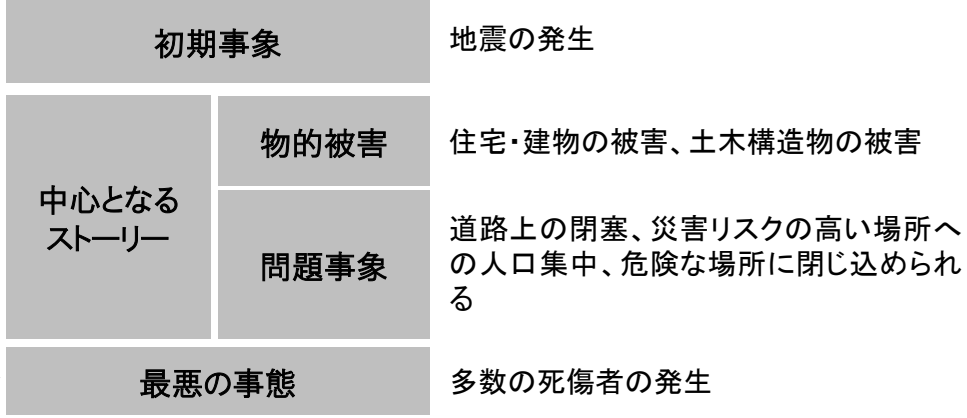 初期事象
地震の発生
中心となる
ストーリー
物的被害
住宅・建物の被害、土木構造物の被害
問題事象
道路上の閉塞、災害リスクの高い場所へ
の人口集中、危険な場所に閉じ込められ
る
最悪の事態
多数の死傷者の発生